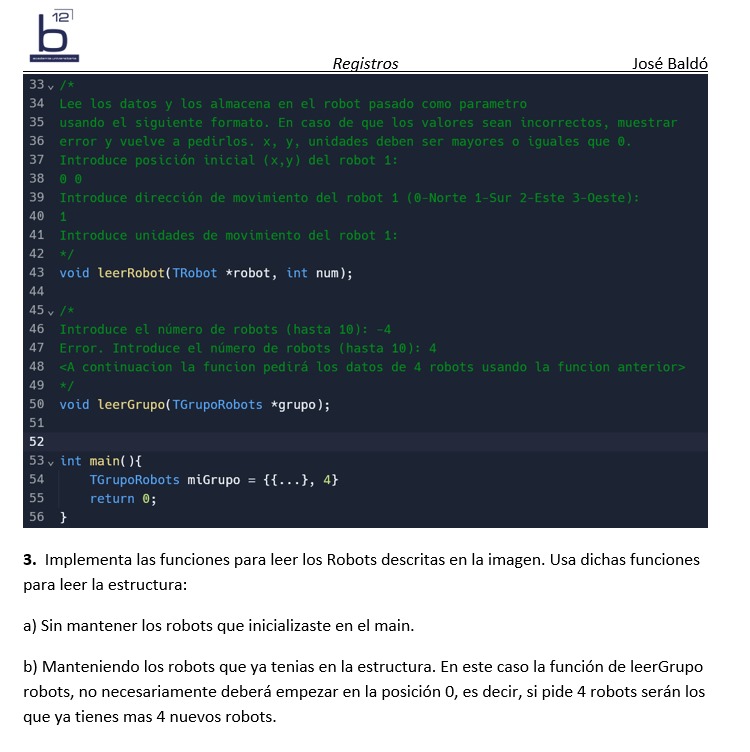 12
b
Registros
José Baldó
33 /*
34 Lee los datos y los almacena en el robot pasado como parametro
35 usando el siguiente formato. En caso de que los valores sean incorrectos, muestrar
36 error y vuelve a pedirlos. x, y, unidades deben ser mayores o iguales que 0.
37 Introduce posición inicial (x,y) del robot 1:
38 0 0
39 Introduce dirección de movimiento del robot 1 (0-Norte 1-Sur 2-Este 3-Oeste):
40 1
41 Introduce unidades de movimiento del robot 1:
42 */
43 void leerRobot(TRobot *robot, int num);
44
45 /*
46 Introduce el número de robots (hasta 10): -4
47 Error. Introduce el número de robots (hasta 10): 4
48 <A continuacion la funcion pedirá los datos de 4 robots usando la funcion anterior>
49 */
50 void leerGrupo(TGrupoRobots *grupo);
51
52
53 int main(){
54 TGrupoRobots miGrupo = {{...}, 4}
55 return 0;
56 }
3. Implementa las funciones para leer los Robots descritas en la imagen. Usa dichas funciones
para leer la estructura:
a) Sin mantener los robots que inicializaste en el main.
b) Manteniendo los robots que ya tenias en la estructura. En este caso la función de leerGrupo
robots, no necesariamente deberá empezar en la posición 0, es decir, si pide 4 robots serán los
que ya tienes mas 4 nuevos robots.